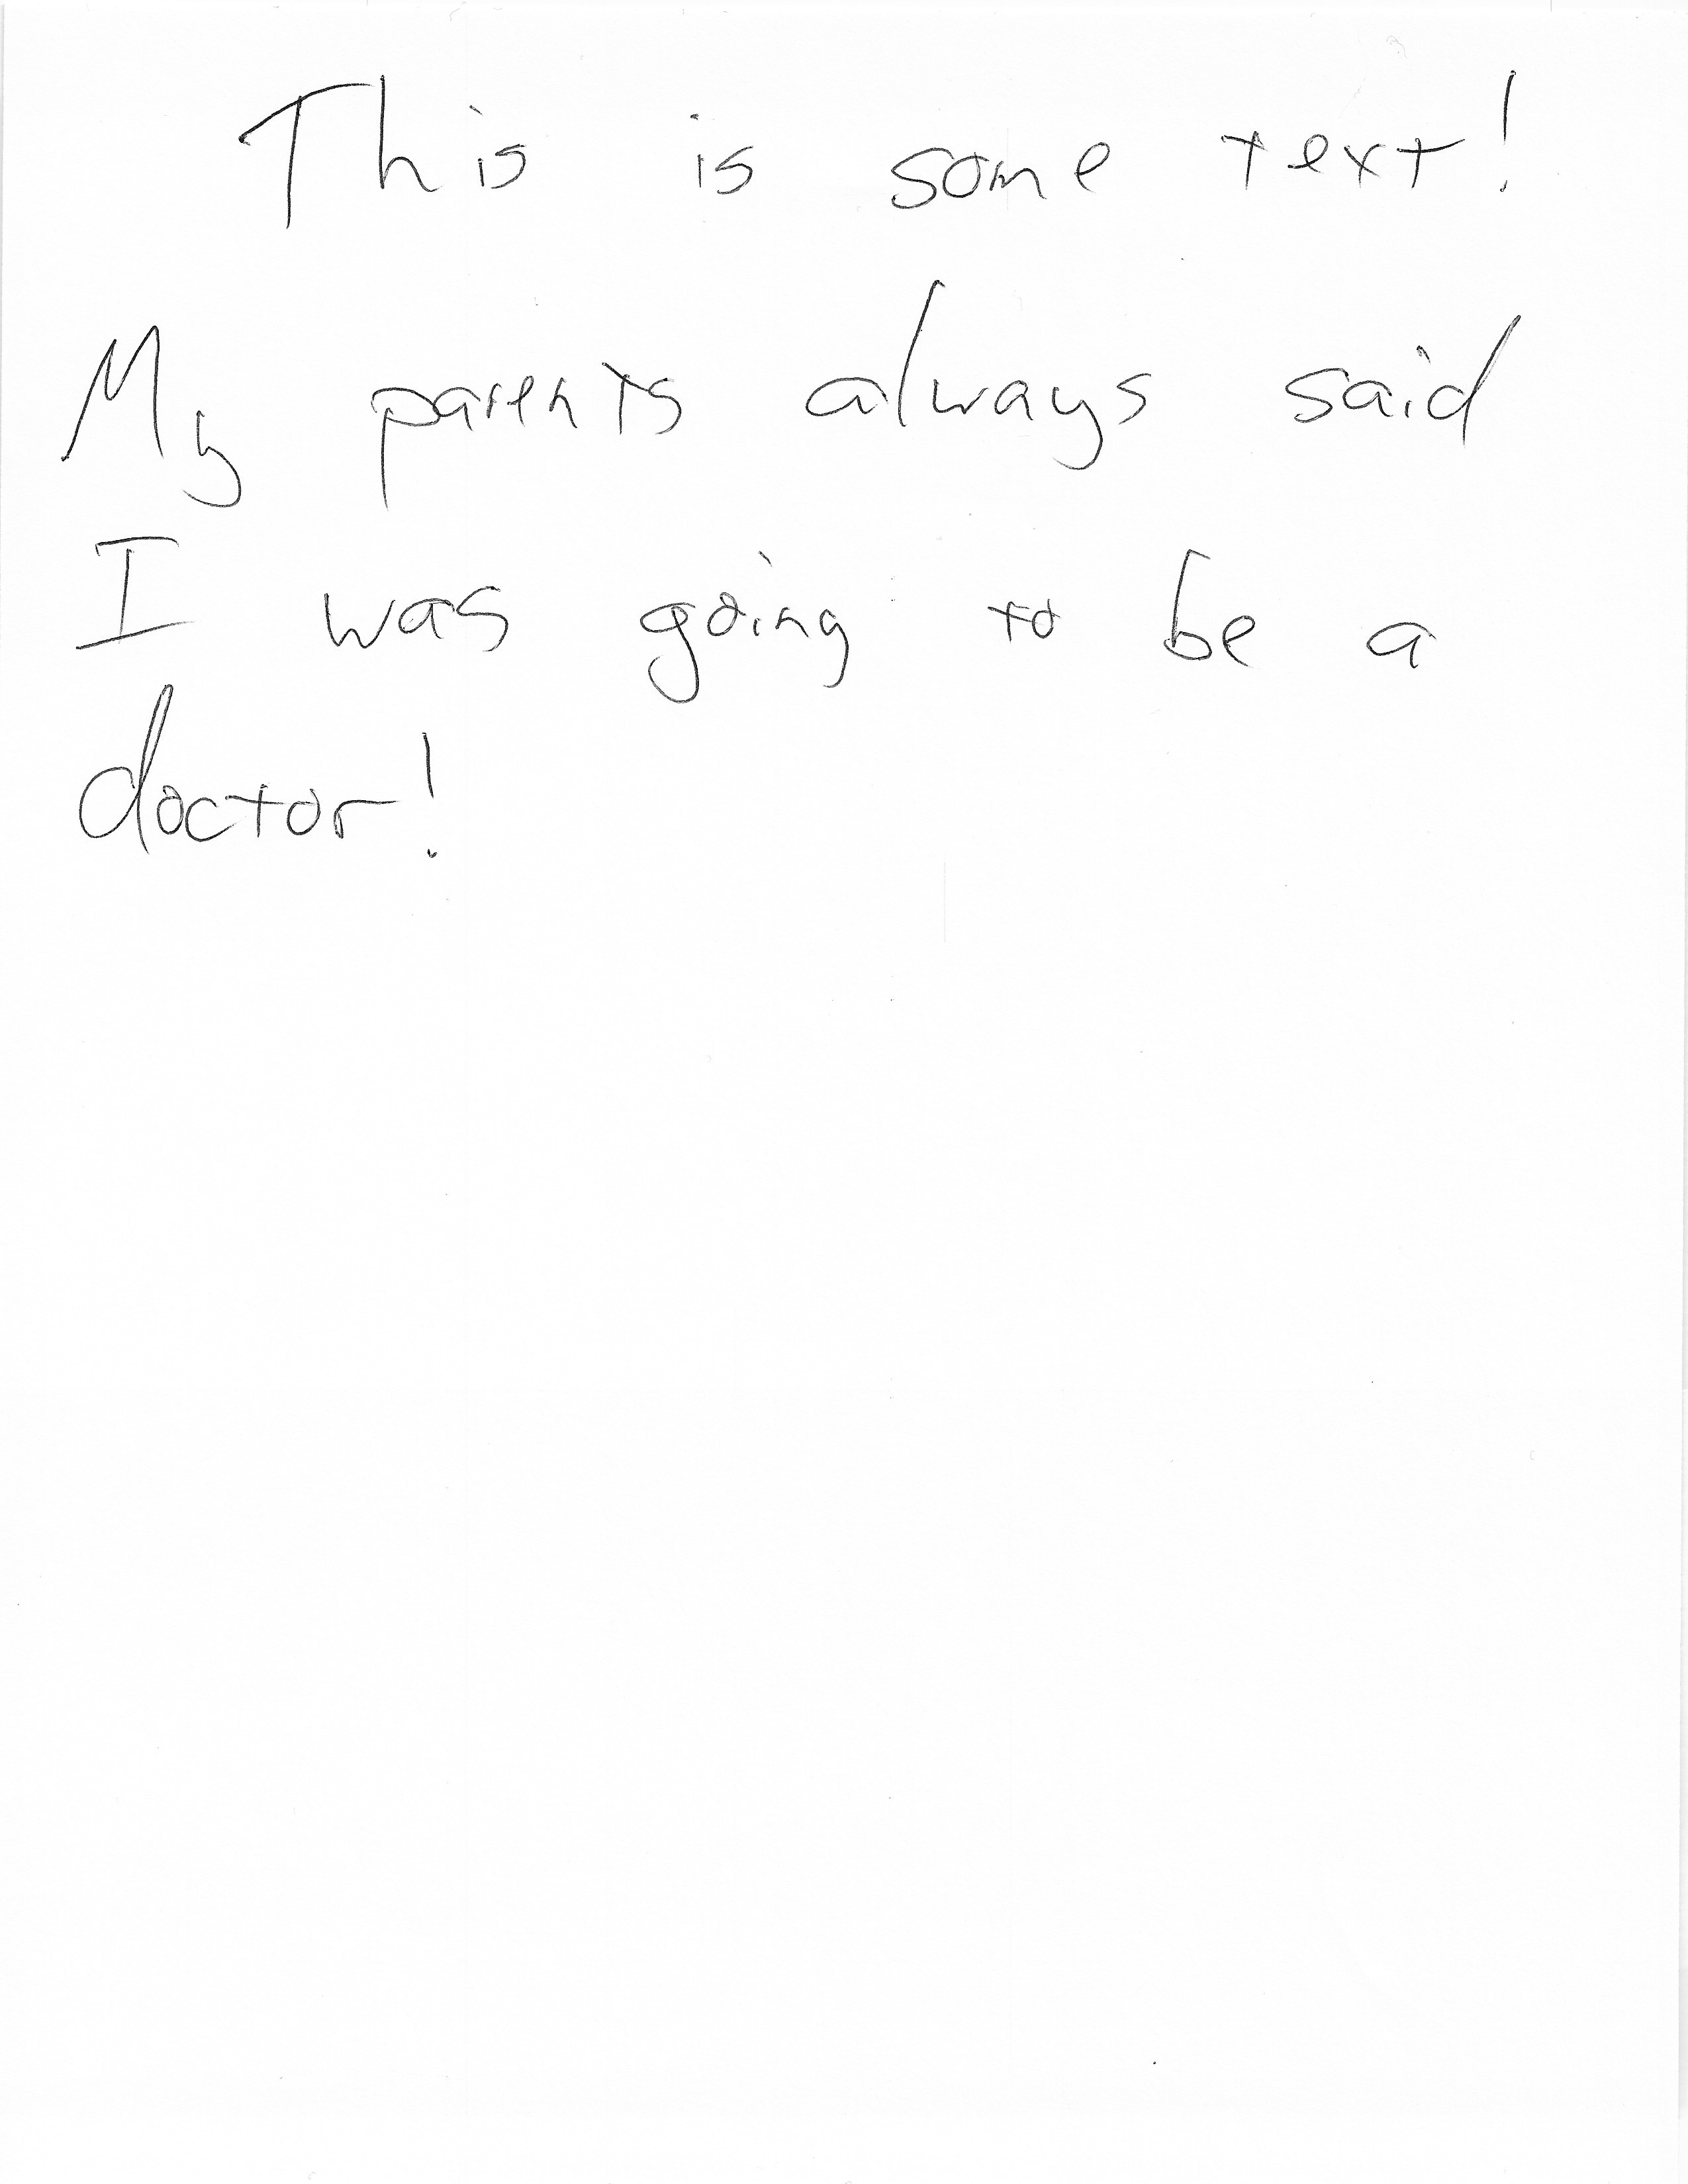 This is some text!
My parents always said
I was going to be a
doctor!